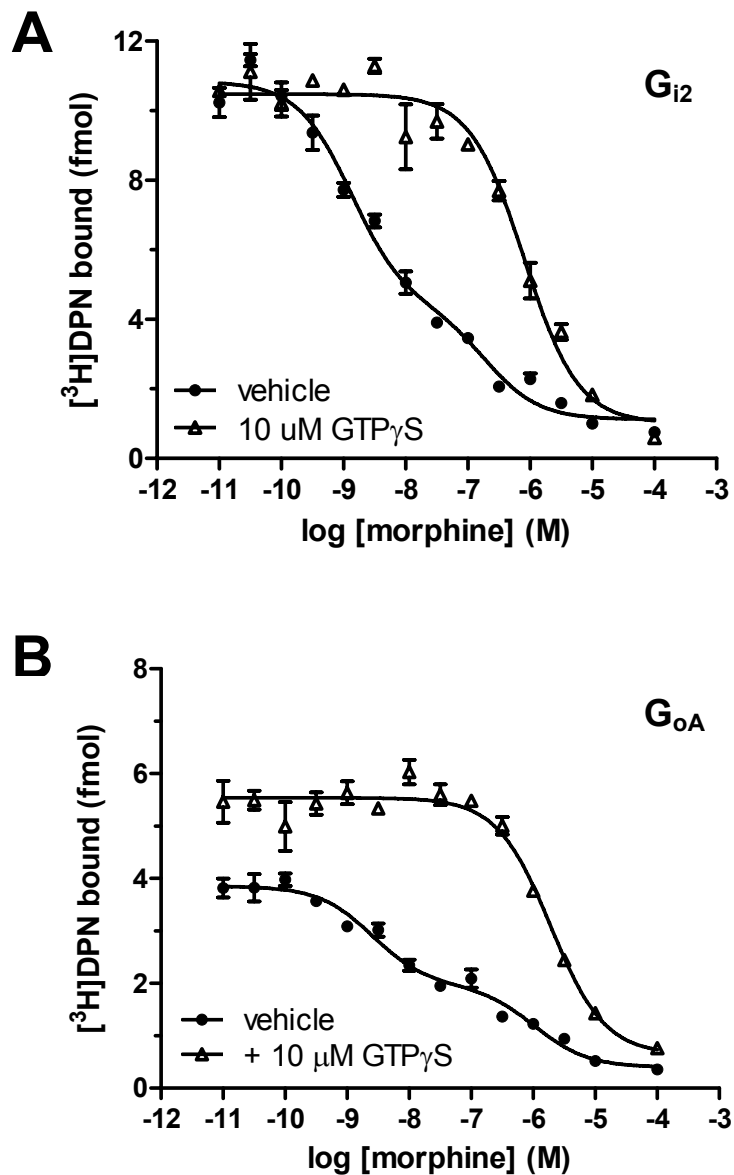 A
G_i2
12
8
4
0
[³H]DPN bound (fmol)
vehicle
10 uM GTPγS
-12 -11 -10 -9 -8 -7 -6 -5 -4 -3
log [morphine] (M)
B
G_oA
8
6
4
2
0
[³H]DPN bound (fmol)
vehicle
+ 10 μM GTPγS
-12 -11 -10 -9 -8 -7 -6 -5 -4 -3
log [morphine] (M)